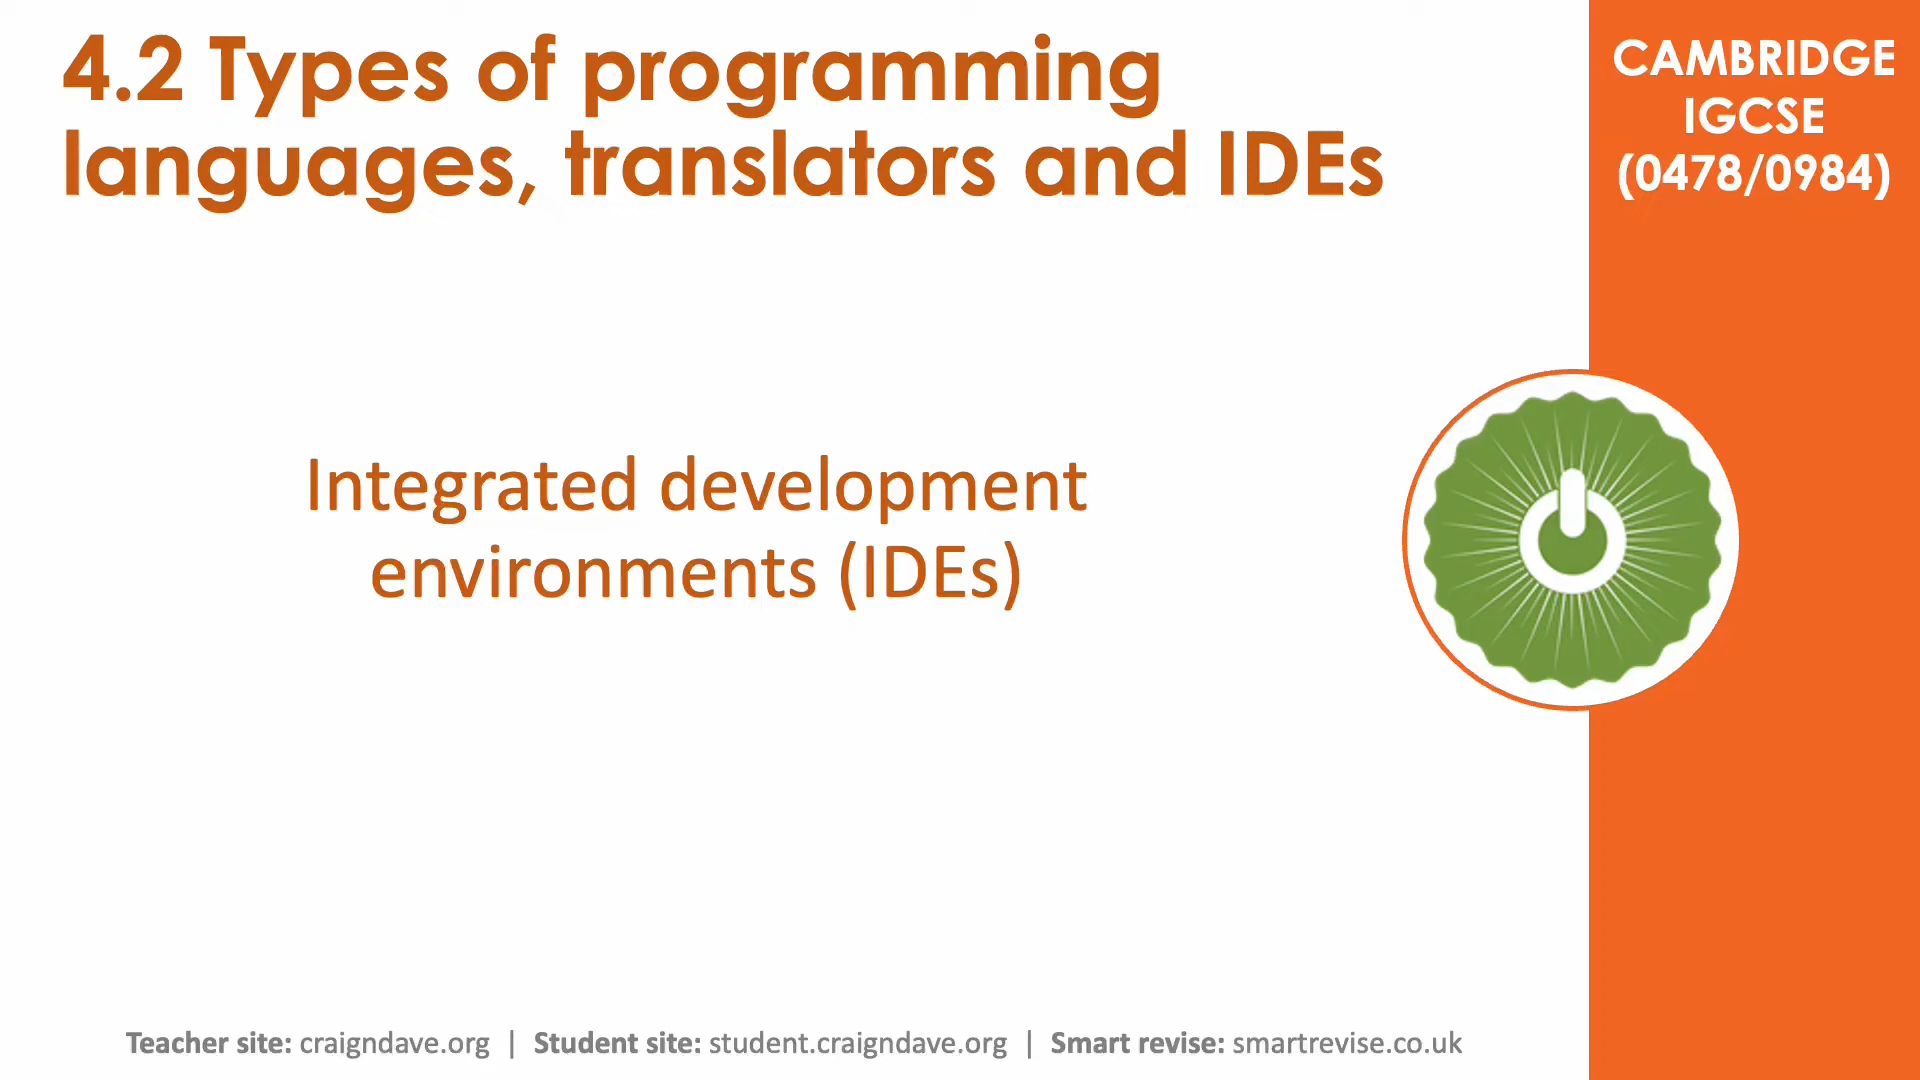 4.2 Types of programming
languages, translators and IDEs
CAMBRIDGE
IGCSE
(0478/0984)
Integrated development
environments (IDEs)
Teacher site: craigndave.org | Student site: student.craigndave.org | Smart revise: smartrevise.co.uk